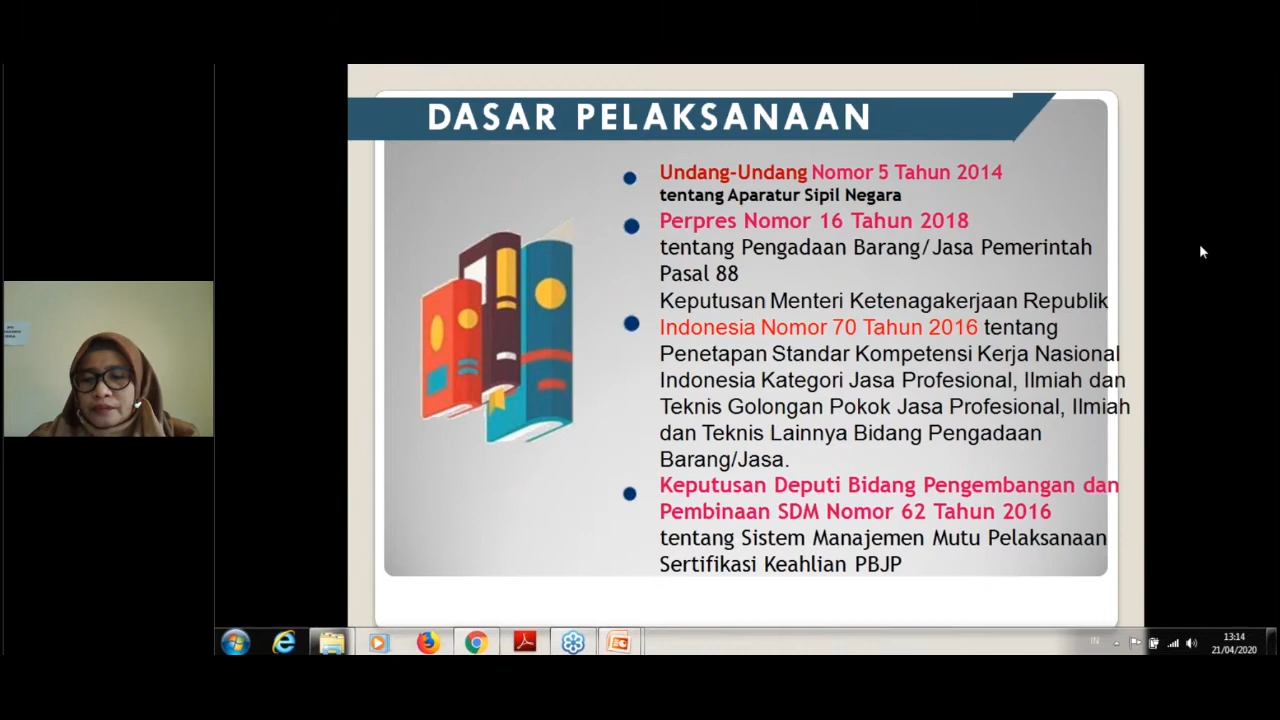 DASAR PELAKSANAAN
Undang-Undang Nomor 5 Tahun 2014
tentang Aparatur Sipil Negara
Perpres Nomor 16 Tahun 2018
tentang Pengadaan Barang/Jasa Pemerintah
Pasal 88
Keputusan Menteri Ketenagakerjaan Republik
Indonesia Nomor 70 Tahun 2016 tentang
Penetapan Standar Kompetensi Kerja Nasional
Indonesia Kategori Jasa Profesional, Ilmiah dan
Teknis Golongan Pokok Jasa Profesional, Ilmiah
dan Teknis Lainnya Bidang Pengadaan
Barang/Jasa.
Keputusan Deputi Bidang Pengembangan dan
Pembinaan SDM Nomor 62 Tahun 2016
tentang Sistem Manajemen Mutu Pelaksanaan
Sertifikasi Keahlian PBJP
IN
13:14
21/04/2020